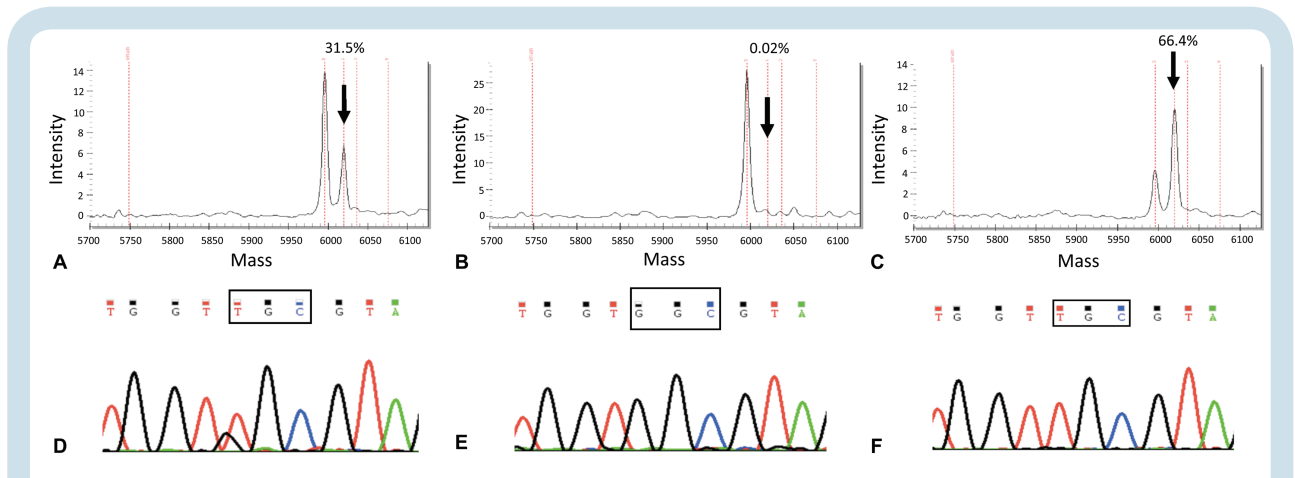 31.5%
0.02%
66.4%
Intensity
14
12
10
8
6
4
2
0
5700 5750 5800 5850 5900 5950 6000 6050 6100
Mass
A
Intensity
25
20
15
10
5
0
5700 5750 5800 5850 5900 5950 6000 6050 6100
Mass
B
Intensity
14
12
10
8
6
4
2
0
5700 5750 5800 5850 5900 5950 6000 6050 6100
Mass
C
T G G T T G C G T A
D
T G G T G G C G T A
E
T G G T T G C G T A
F